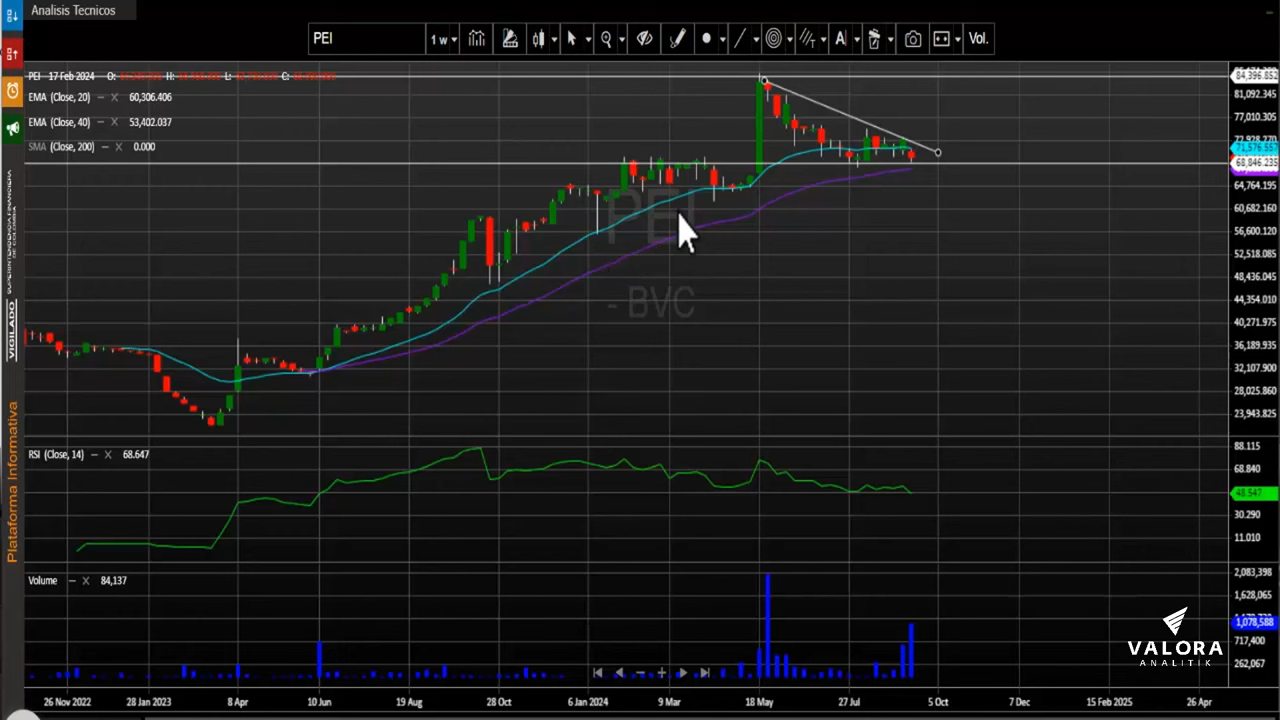 Analisis Tecnicos
PEI
1 w
A
Vol.
PEI 17 Feb 2024 O: H: L: C:
EMA (Close, 20) — X 60,306.406
EMA (Close, 40) — X 53,402.037
SMA (Close, 200) — X 0.000
84,396.852
81,092.345
77,010.305
71,576.557
68,846.235
64,764.195
60,682.160
56,600.120
52,518.085
48,436.045
44,354.010
40,271.975
36,189.935
32,107.900
28,025.860
23,943.825
PEI
- BVC
RSI (Close, 14) — X 68.647
88.115
68.840
48.547
30.290
11.010
Volume — X 84,137
2,083,398
1,628,065
1,078,588
717,400
262,067
26 Nov 2022
28 Jan 2023
8 Apr
10 Jun
19 Aug
28 Oct
6 Jan 2024
9 Mar
18 May
27 Jul
5 Oct
7 Dec
15 Feb 2025
26 Apr
SUPERINTENDENCIA FINANCIERA
DE COLOMBIA
VIGILADO
Plataforma Informativa
VALORA
ANALITIK